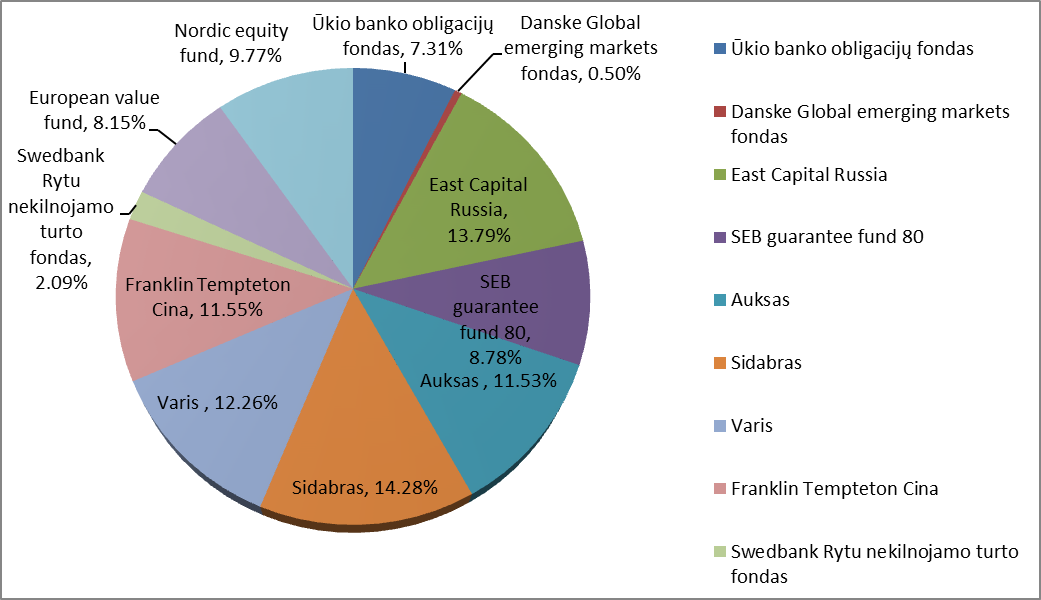 Nordic equity
fund, 9.77%
Ūkio banko obligacijų
fondas, 7.31%
Danske Global
emerging markets
fondas, 0.50%
European value
fund, 8.15%
Swedbank
Rytu
nekilnojamo
turto
fondas,
2.09%
East Capital
Russia,
13.79%
SEB
guarantee
fund 80,
8.78%
Franklin Tempteton
Cina, 11.55%
Auksas , 11.53%
Varis , 12.26%
Sidabras, 14.28%
Ūkio banko obligacijų fondas
Danske Global emerging markets
fondas
East Capital Russia
SEB guarantee fund 80
Auksas
Sidabras
Varis
Franklin Tempteton Cina
Swedbank Rytu nekilnojamo turto
fondas